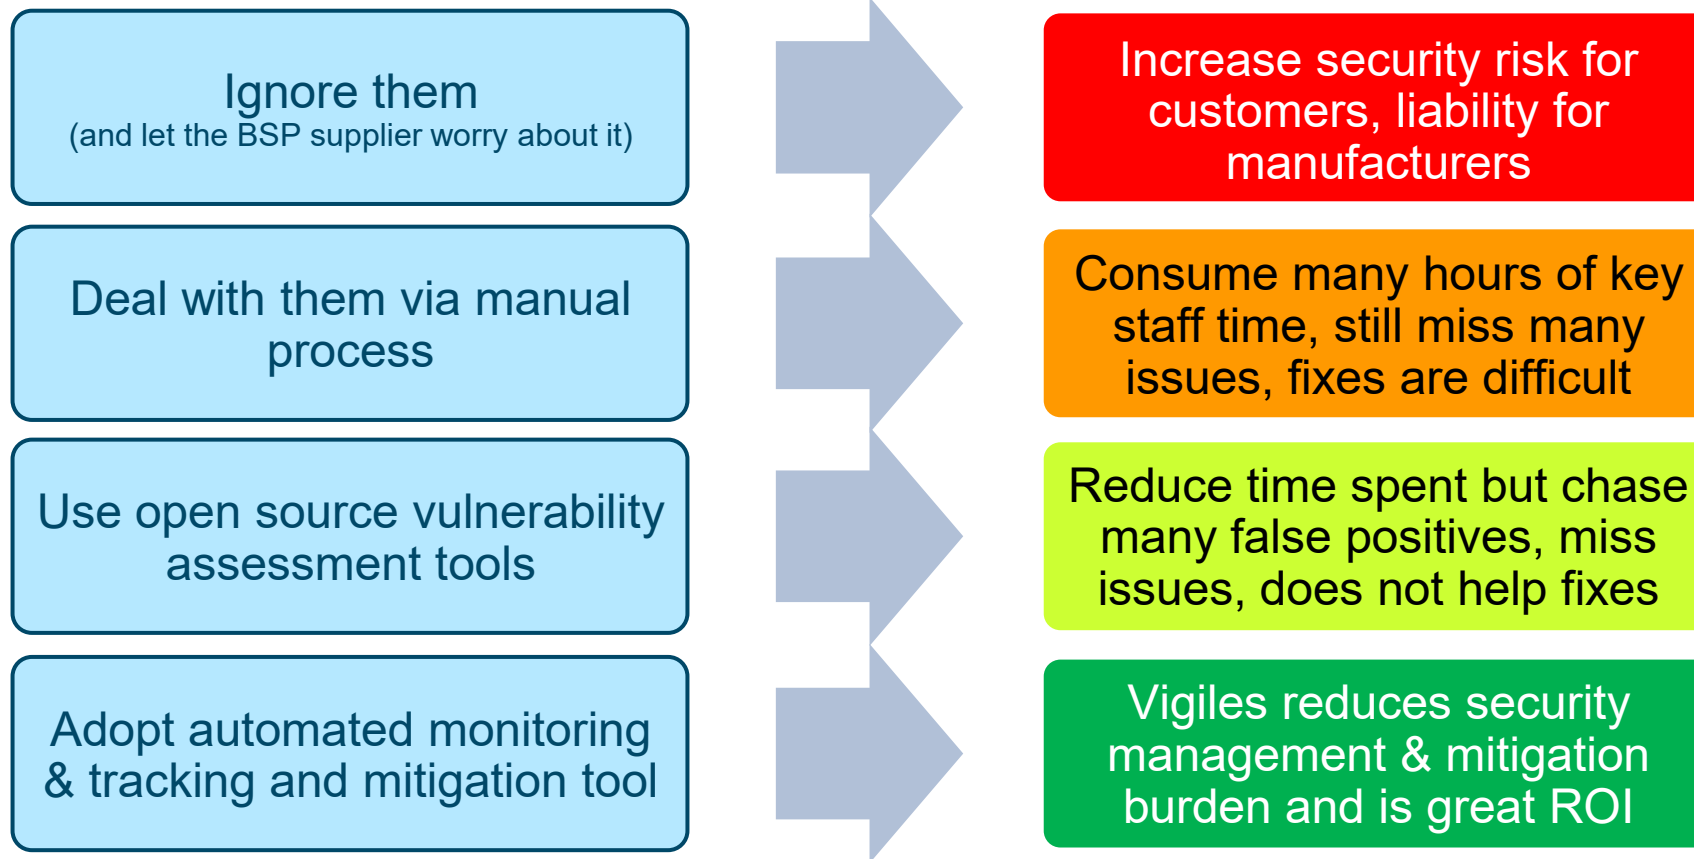 Ignore them
(and let the BSP supplier worry about it)
Increase security risk for
customers, liability for
manufacturers
Deal with them via manual
process
Consume many hours of key
staff time, still miss many
issues, fixes are difficult
Use open source vulnerability
assessment tools
Reduce time spent but chase
many false positives, miss
issues, does not help fixes
Adopt automated monitoring
& tracking and mitigation tool
Vigiles reduces security
management & mitigation
burden and is great ROI